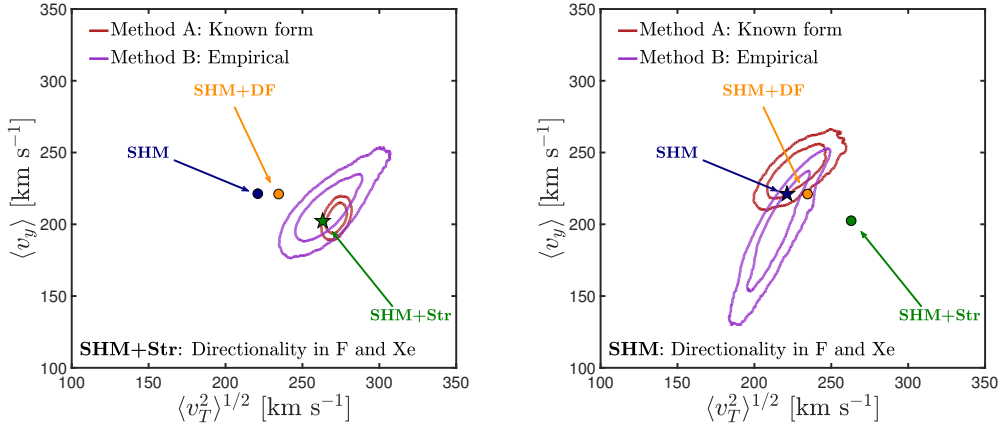 350
300
250
200
150
100
100 150 200 250 300 350
⟨v_y⟩ [km s⁻¹]
⟨v_T²⟩^{1/2} [km s⁻¹]
Method A: Known form
Method B: Empirical
SHM+DF
SHM
SHM+Str
SHM+Str: Directionality in F and Xe
350
300
250
200
150
100
100 150 200 250 300 350
⟨v_y⟩ [km s⁻¹]
⟨v_T²⟩^{1/2} [km s⁻¹]
Method A: Known form
Method B: Empirical
SHM+DF
SHM
SHM+Str
SHM: Directionality in F and Xe